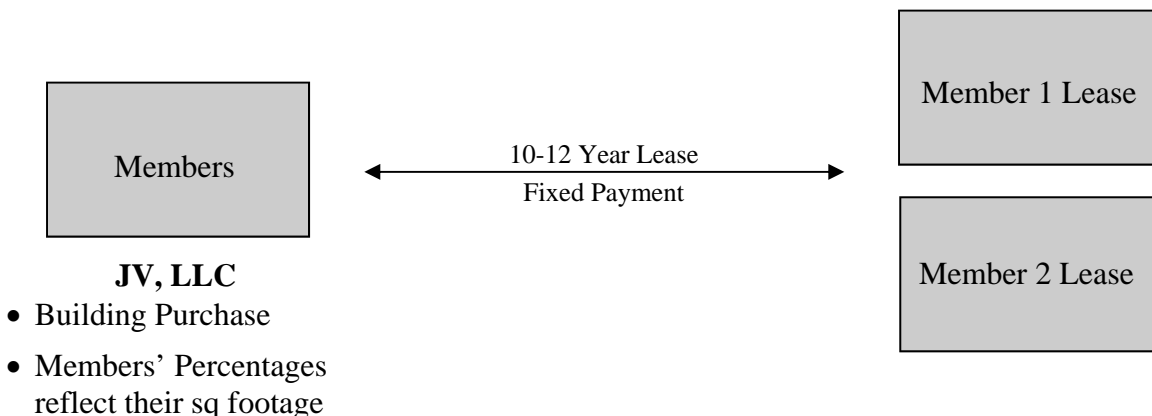 Members
JV, LLC
• Building Purchase
• Members’ Percentages
reflect their sq footage
10-12 Year Lease
Fixed Payment
Member 1 Lease
Member 2 Lease